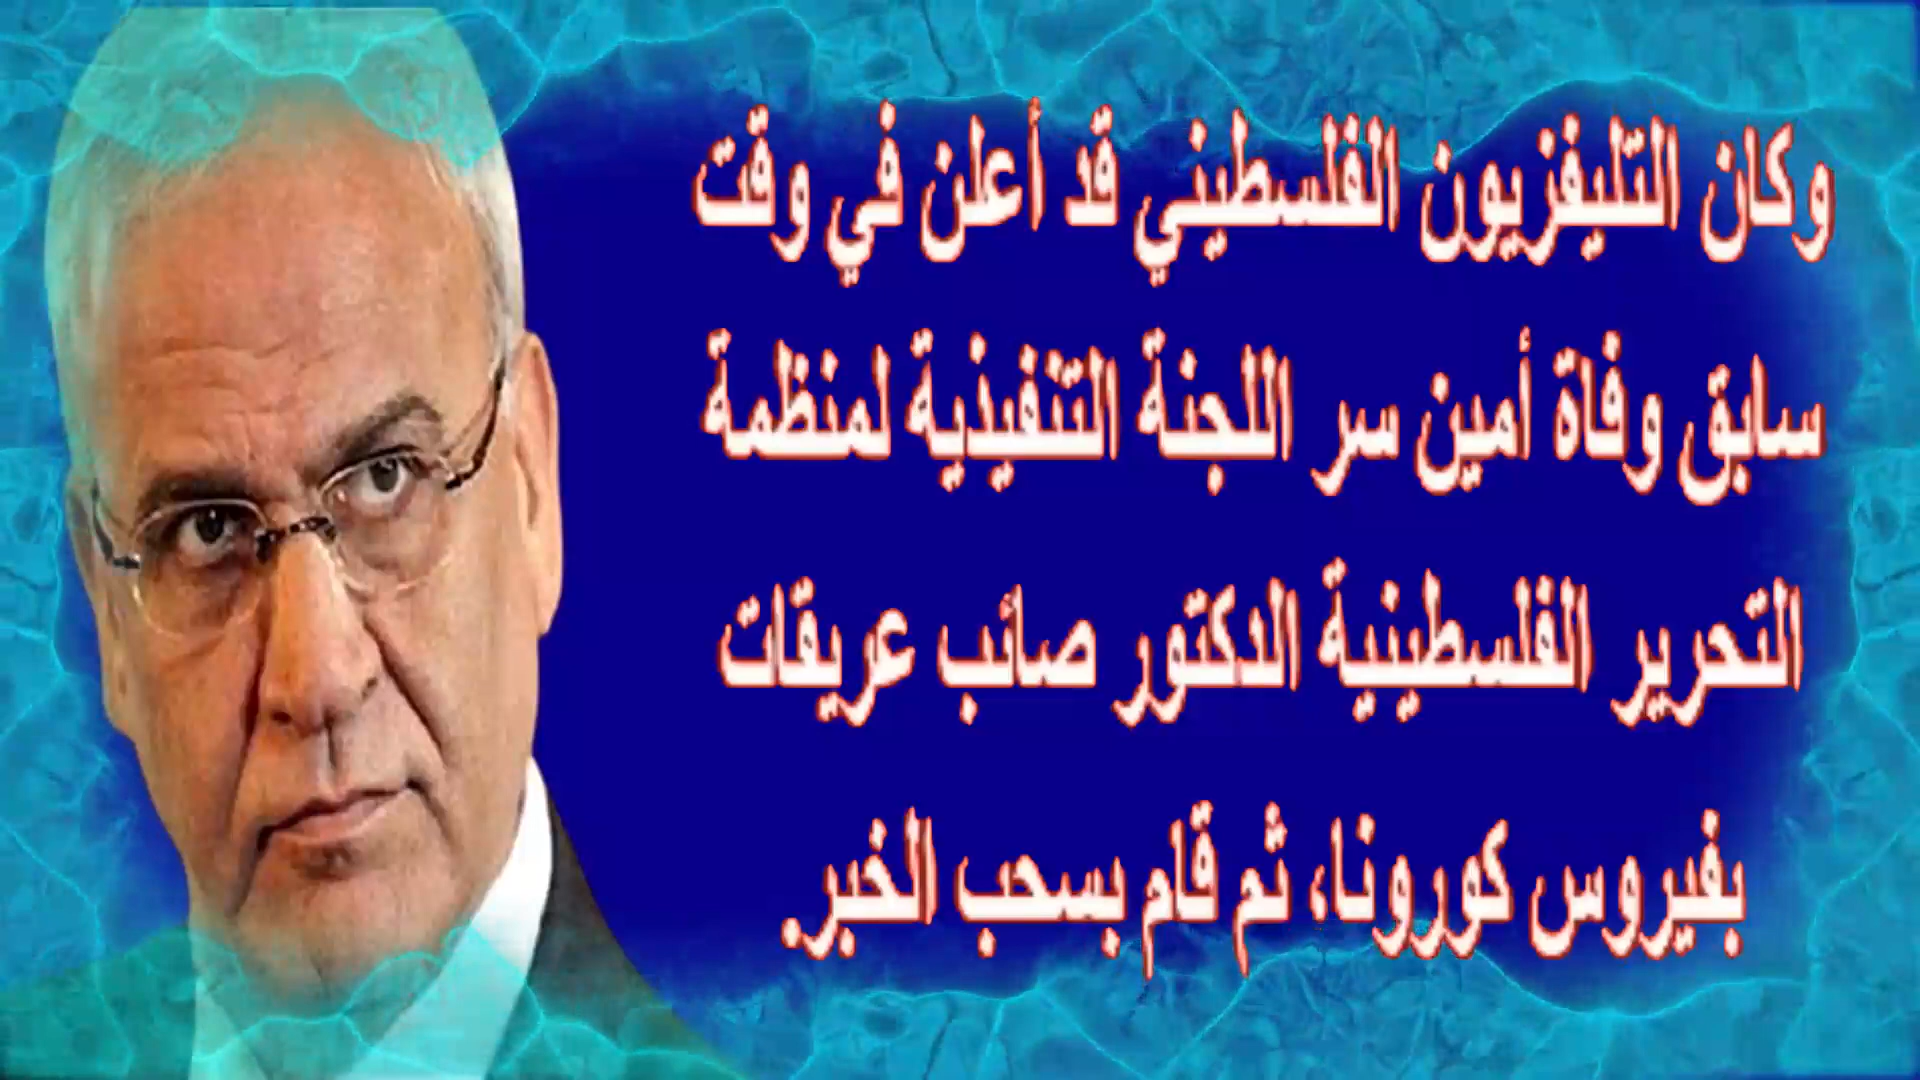 وكان التليفزيون الفلسطيني قد أعلن في وقت
سابق وفاة أمين سر اللجنة التنفيذية لمنظمة
التحرير الفلسطينية الدكتور صائب عريقات
بفيروس كورونا، ثم قام بسحب الخبر.